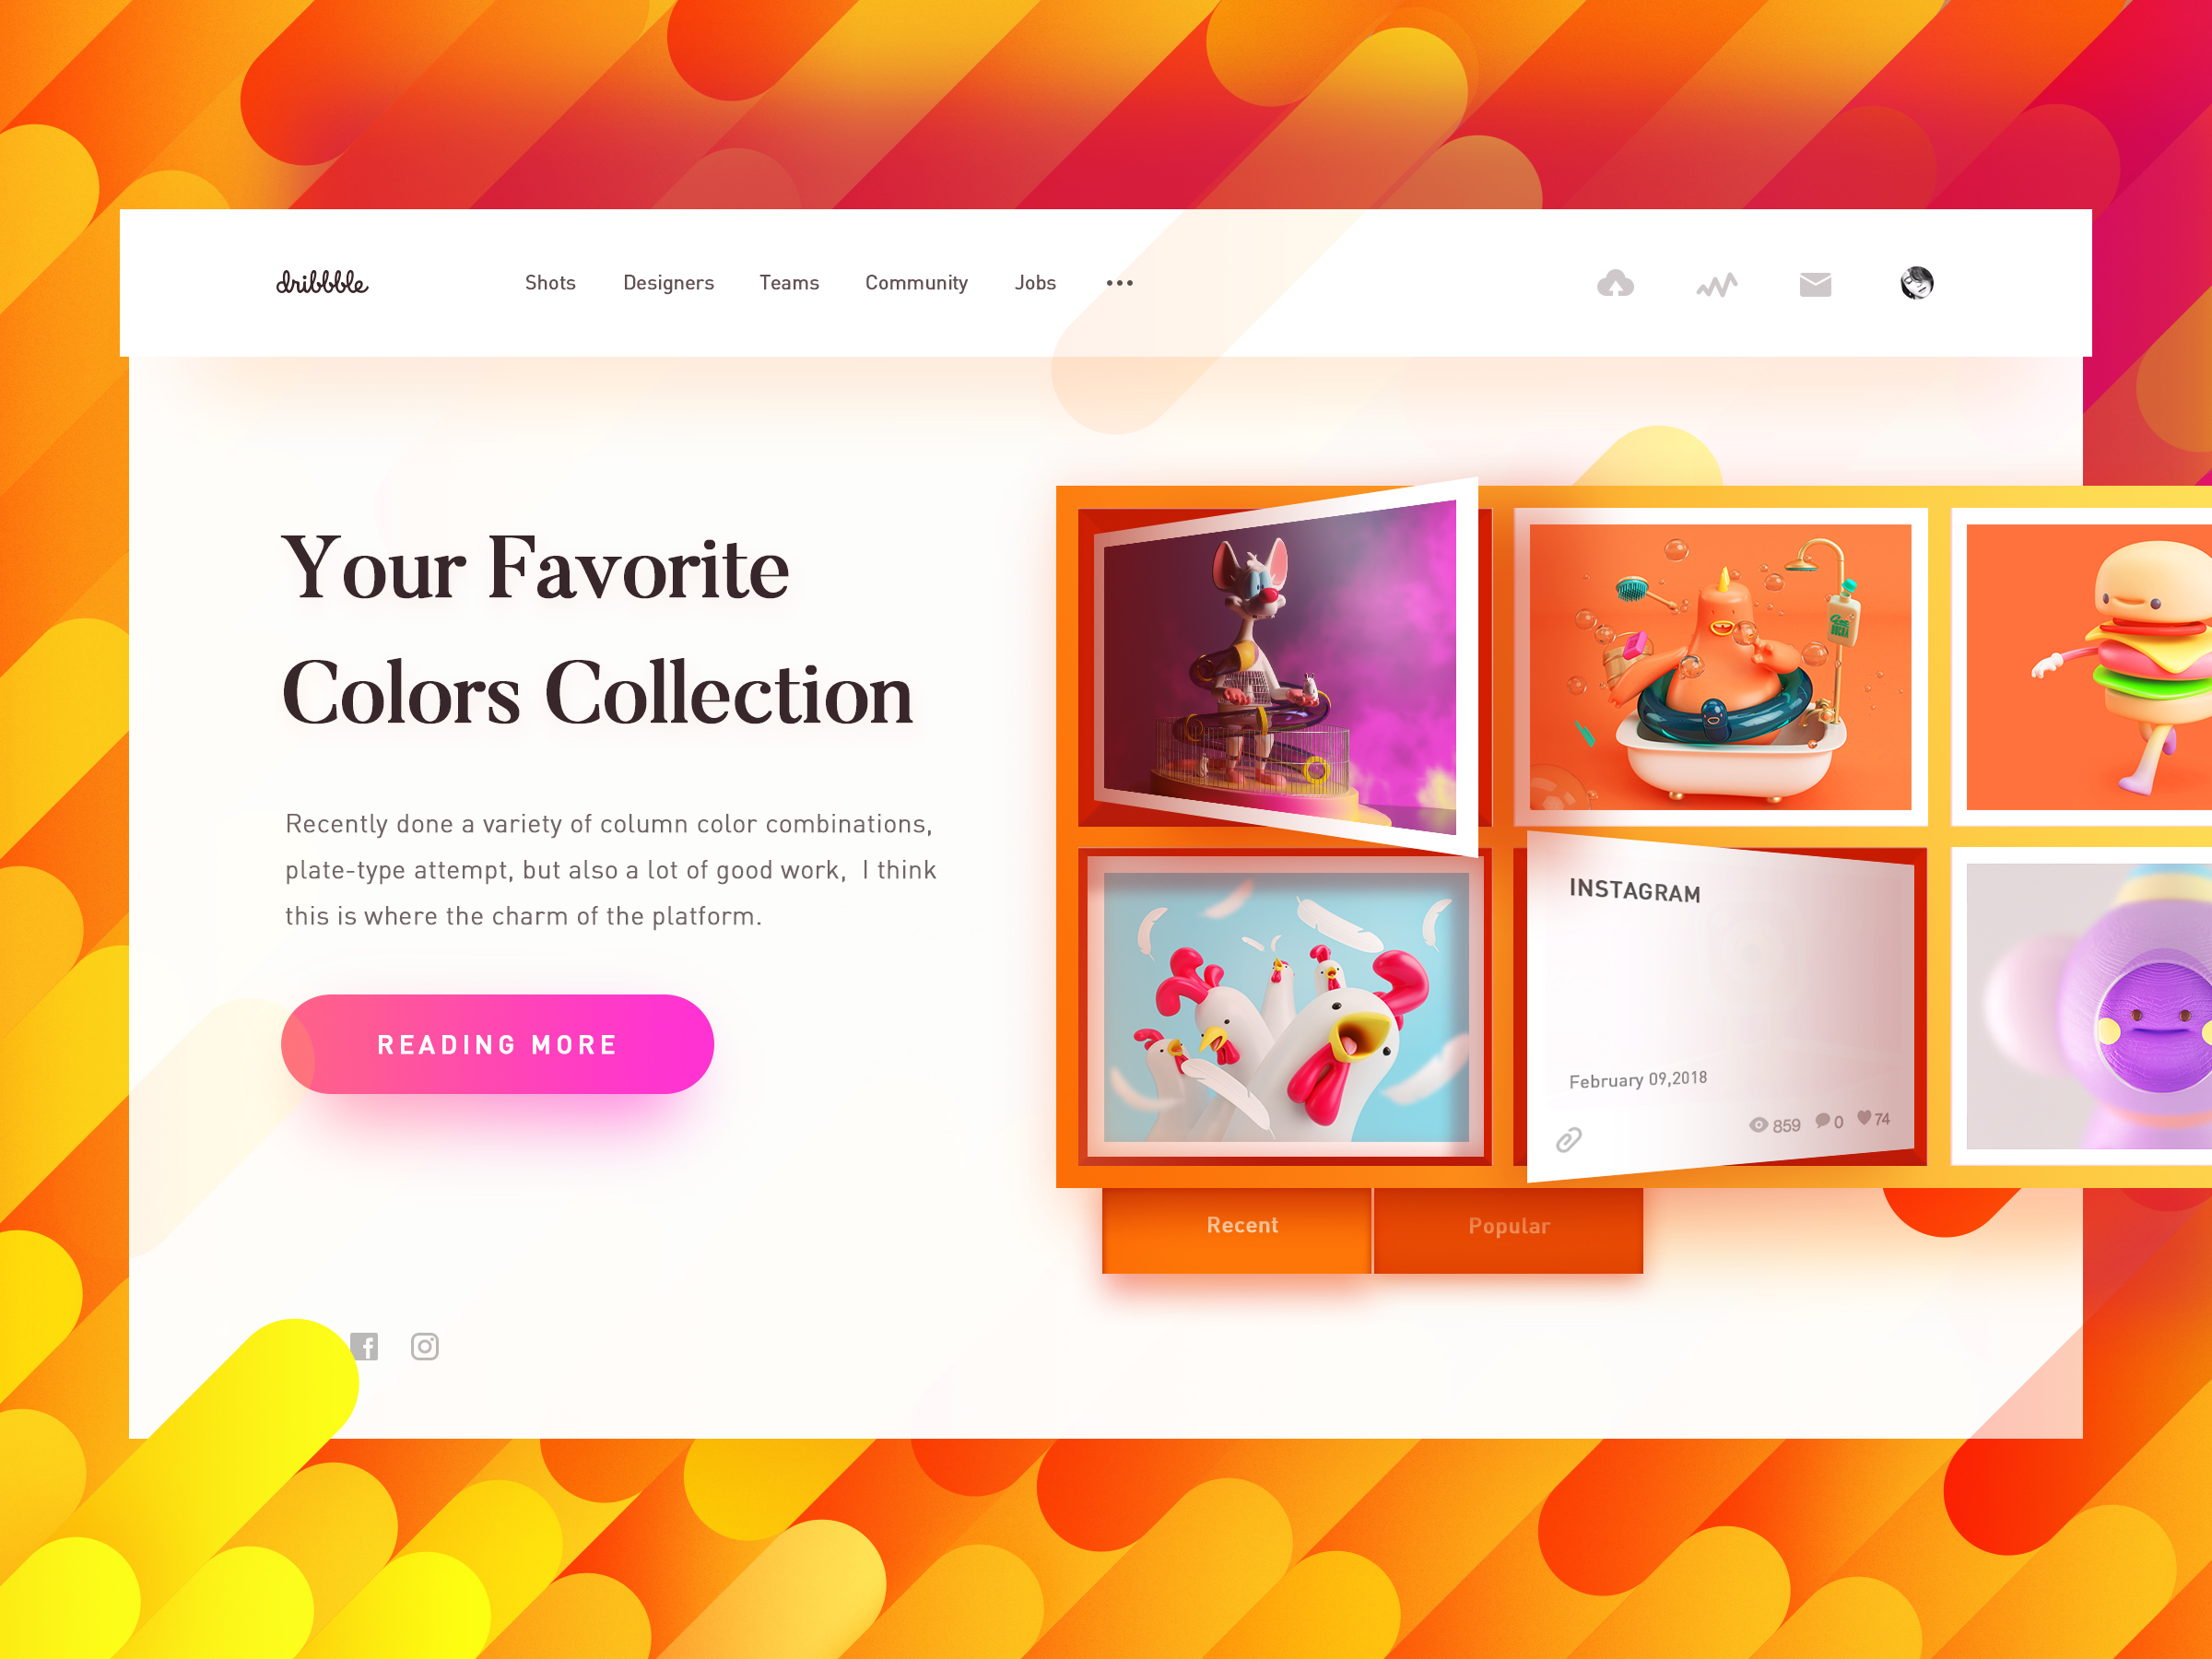 dribbble
Shots Designers Teams Community Jobs
Your Favorite
Colors Collection
Recently done a variety of column color combinations,
plate-type attempt, but also a lot of good work, I think
this is where the charm of the platform.
READING MORE
INSTAGRAM
February 09,2018
859 0 74
Recent Popular